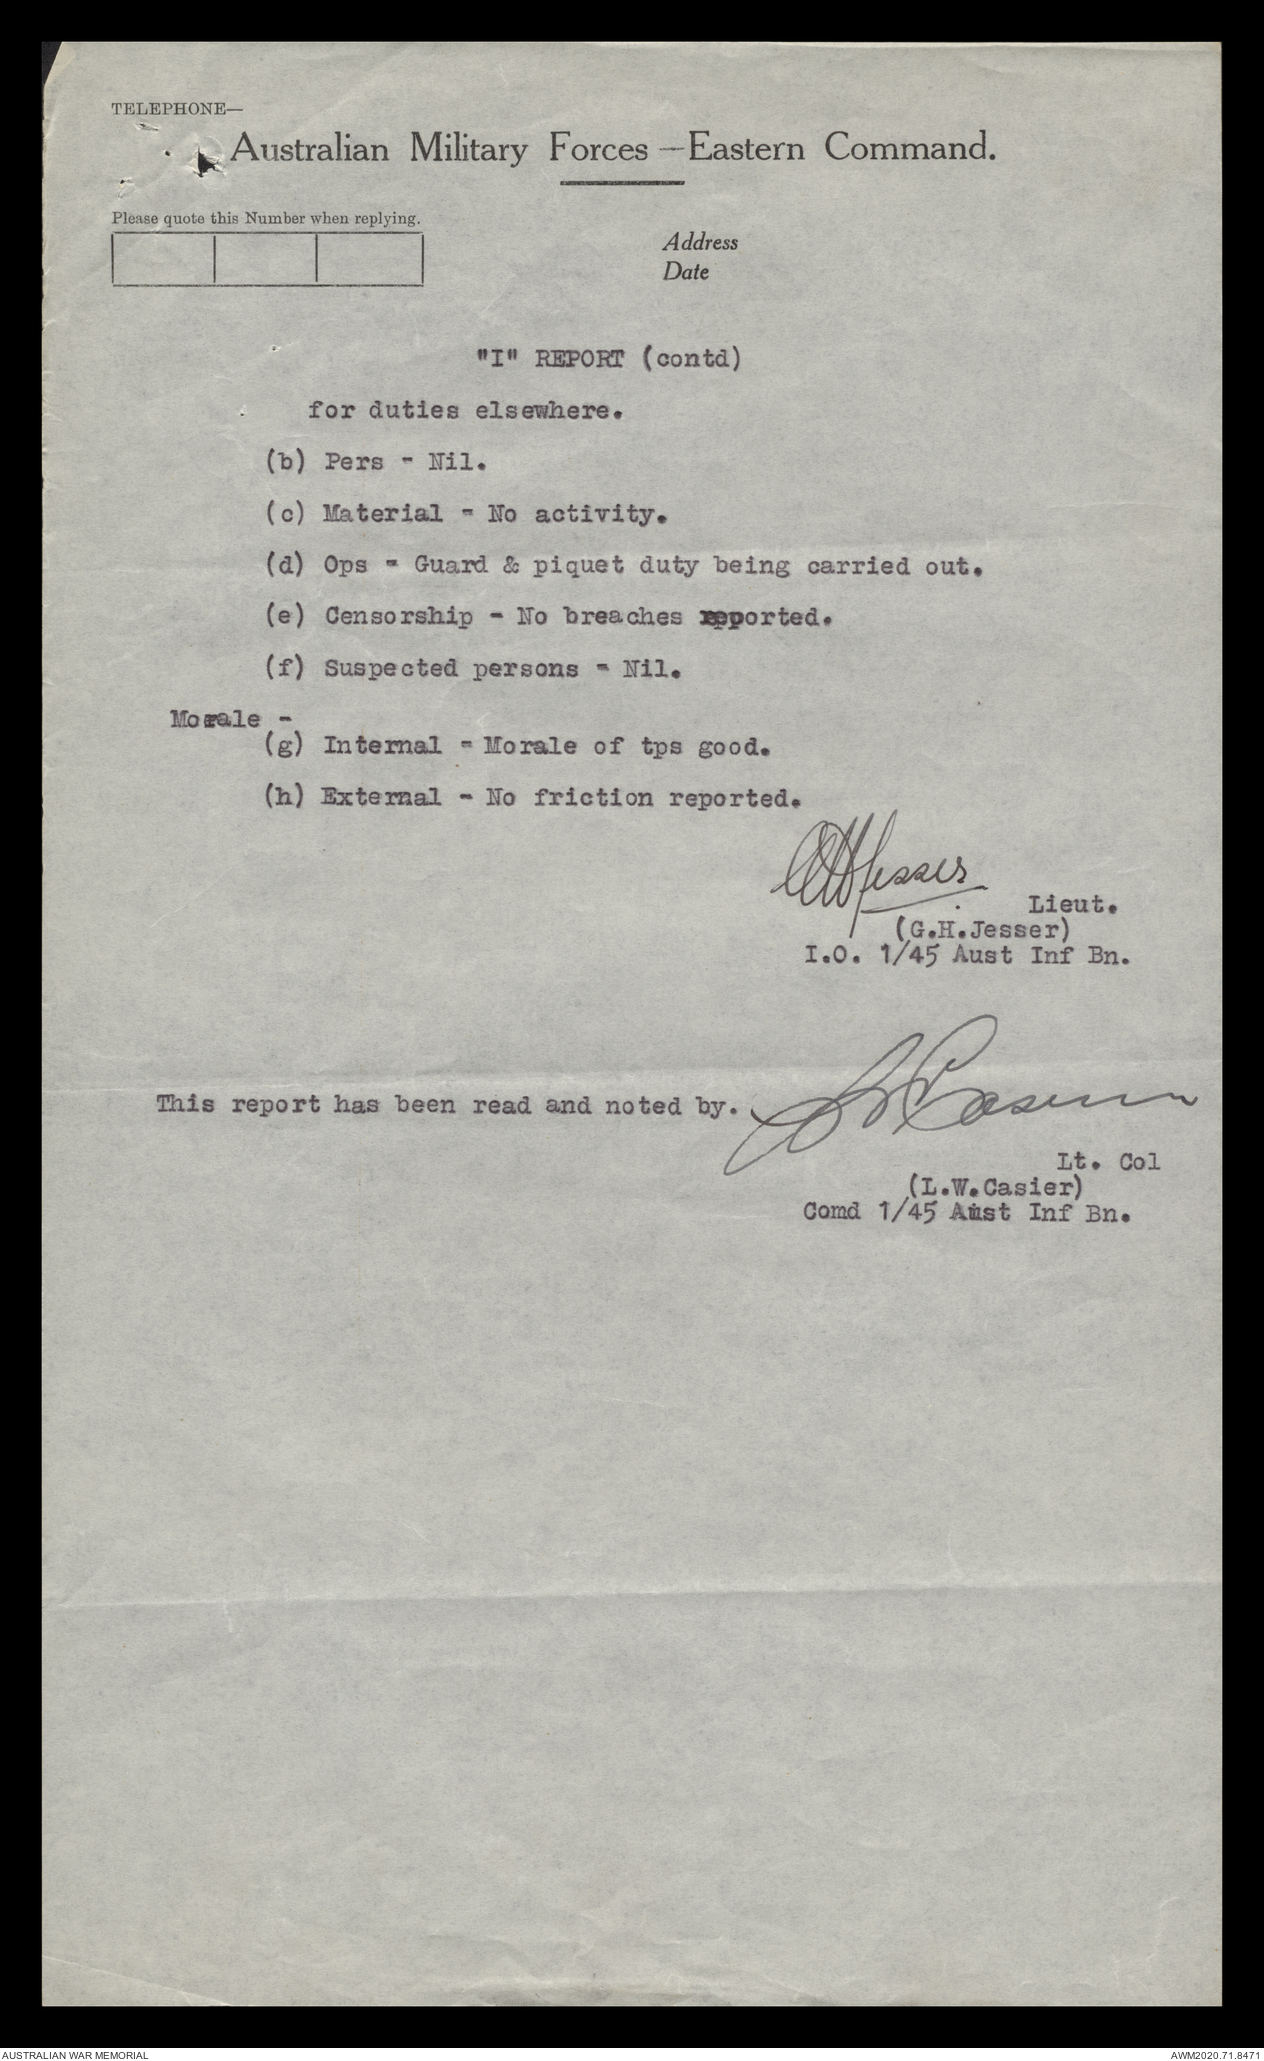 TELEPHONE—
Australian Military Forces — Eastern Command.
Please quote this Number when replying.
Address
Date
"I" REPORT (contd)
for duties elsewhere.
(b) Pers - Nil.
(c) Material - No activity.
(d) Ops - Guard & piquet duty being carried out.
(e) Censorship - No breaches reported.
(f) Suspected persons - Nil.
Morale -
(g) Internal - Morale of tps good.
(h) External - No friction reported.
GHJesser
Lieut.
(G.H.Jesser)
I.O. 1/45 Aust Inf Bn.
This report has been read and noted by. LWCasier
Lt. Col
(L.W.Casier)
Comd 1/45 Aust Inf Bn.
AUSTRALIAN WAR MEMORIAL
AWM2020.71.8471